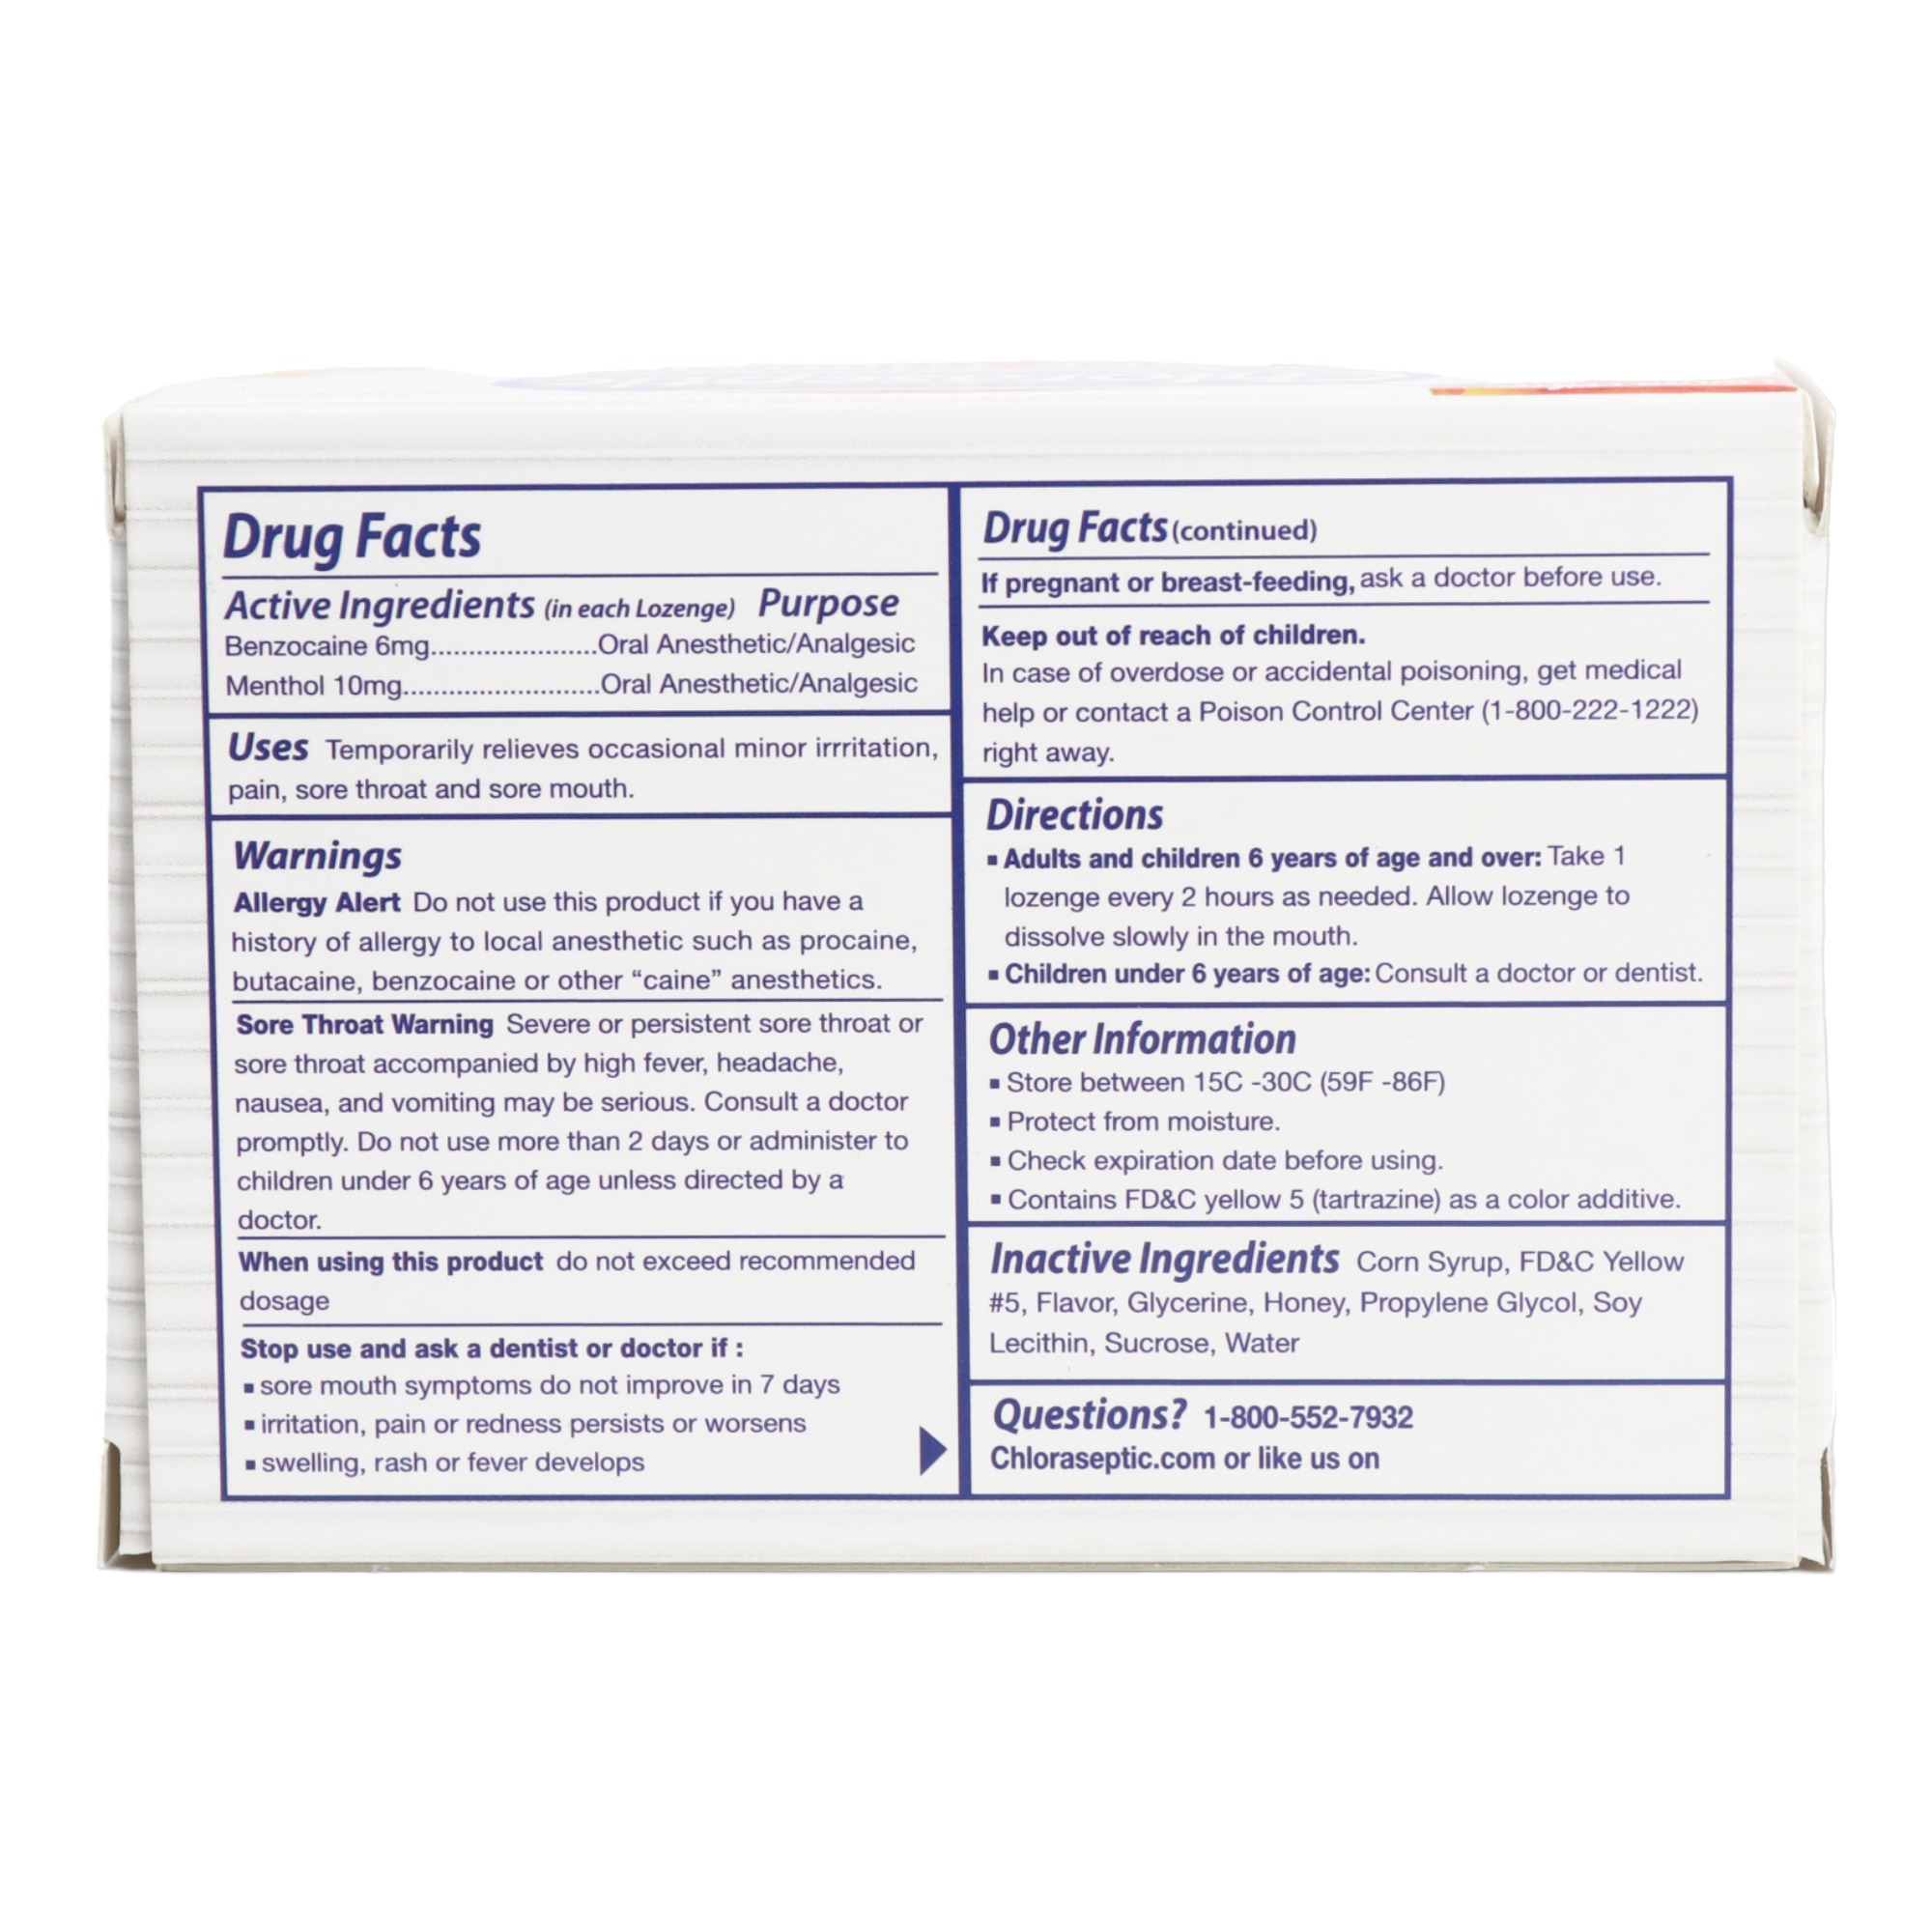 Drug Facts
Active Ingredients (in each Lozenge) Purpose
Benzocaine 6mg......................Oral Anesthetic/Analgesic
Menthol 10mg..........................Oral Anesthetic/Analgesic
Uses Temporarily relieves occasional minor irrritation,
pain, sore throat and sore mouth.
Warnings
Allergy Alert Do not use this product if you have a
history of allergy to local anesthetic such as procaine,
butacaine, benzocaine or other “caine” anesthetics.
Sore Throat Warning Severe or persistent sore throat or
sore throat accompanied by high fever, headache,
nausea, and vomiting may be serious. Consult a doctor
promptly. Do not use more than 2 days or administer to
children under 6 years of age unless directed by a
doctor.
When using this product do not exceed recommended
dosage
Stop use and ask a dentist or doctor if :
▪ sore mouth symptoms do not improve in 7 days
▪ irritation, pain or redness persists or worsens
▪ swelling, rash or fever develops
Drug Facts (continued)
If pregnant or breast-feeding, ask a doctor before use.
Keep out of reach of children.
In case of overdose or accidental poisoning, get medical
help or contact a Poison Control Center (1-800-222-1222)
right away.
Directions
▪ Adults and children 6 years of age and over: Take 1
lozenge every 2 hours as needed. Allow lozenge to
dissolve slowly in the mouth.
▪ Children under 6 years of age: Consult a doctor or dentist.
Other Information
▪ Store between 15C -30C (59F -86F)
▪ Protect from moisture.
▪ Check expiration date before using.
▪ Contains FD&C yellow 5 (tartrazine) as a color additive.
Inactive Ingredients Corn Syrup, FD&C Yellow
#5, Flavor, Glycerine, Honey, Propylene Glycol, Soy
Lecithin, Sucrose, Water
Questions? 1-800-552-7932
Chloraseptic.com or like us on